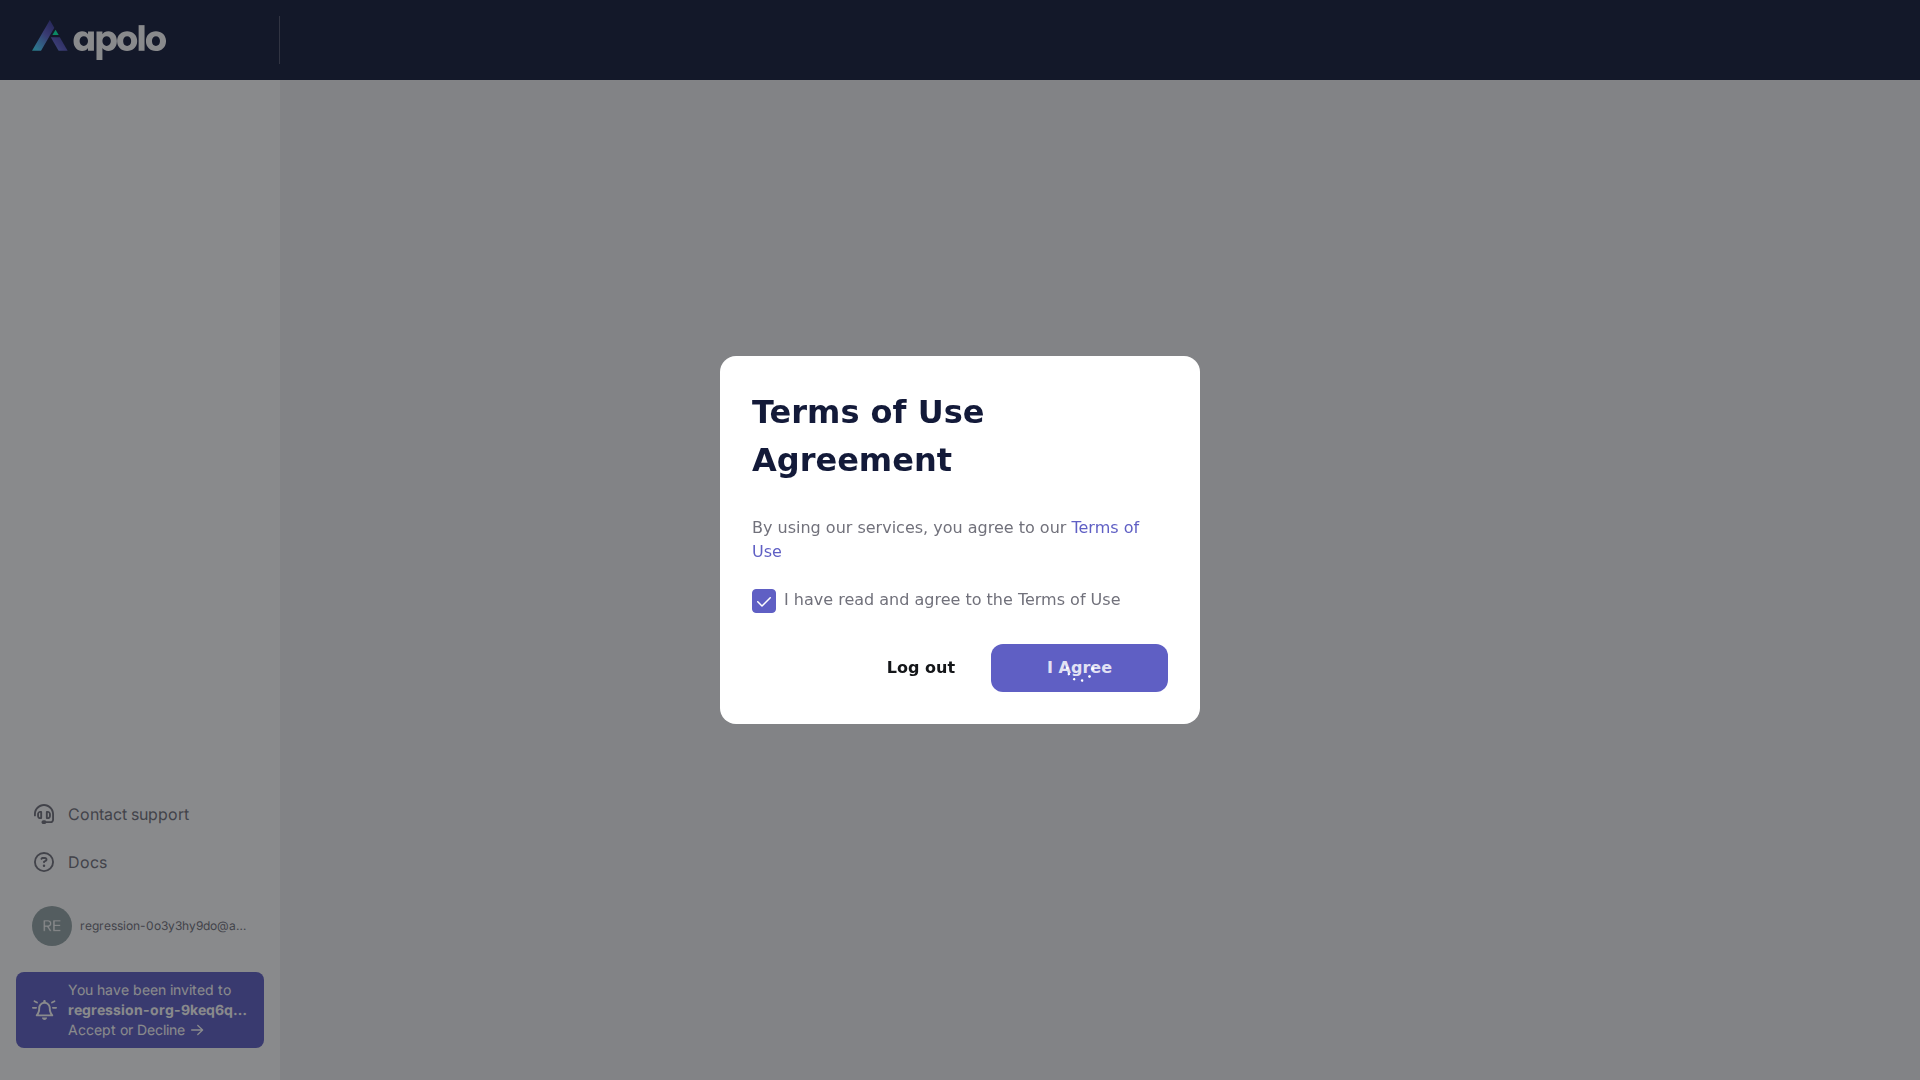 apolo
Terms of Use
Agreement
By using our services, you agree to our Terms of
Use
I have read and agree to the Terms of Use
Log out
I Agree
Contact support
Docs
RE
regression-0o3y3hy9do@a...
You have been invited to
regression-org-9keq6q...
Accept or Decline →